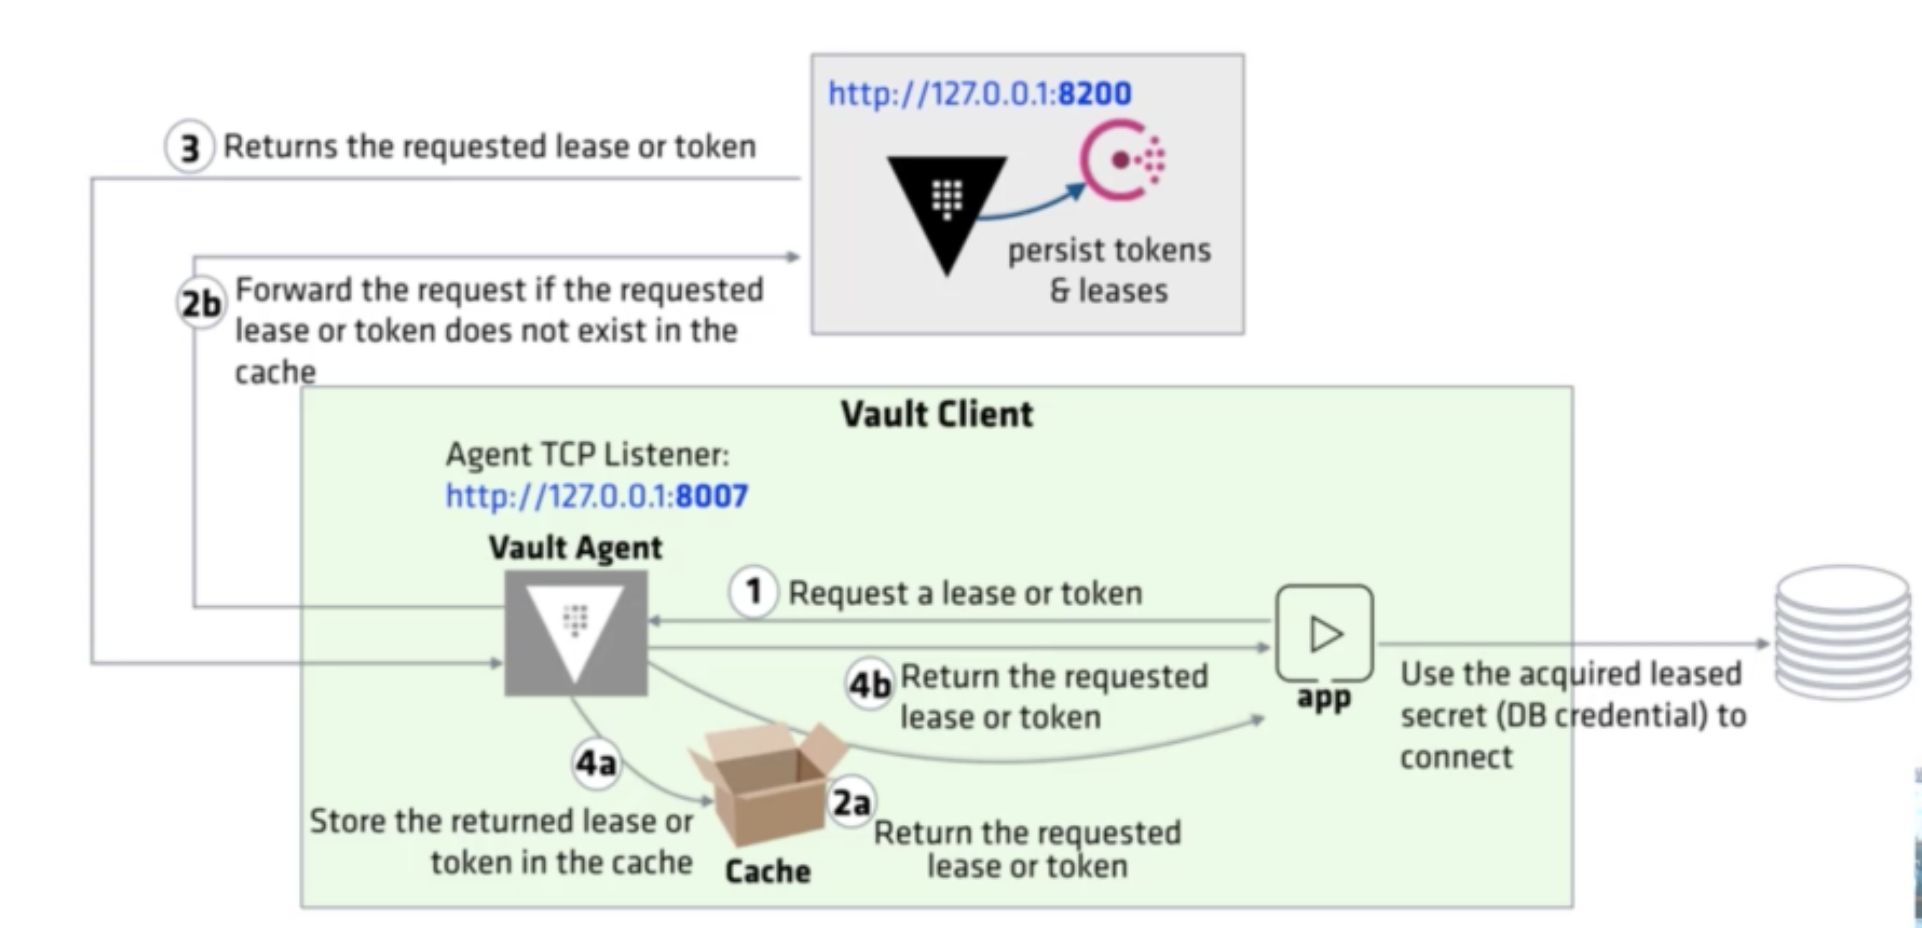 http://127.0.0.1:8200
3 Returns the requested lease or token
persist tokens
& leases
2b Forward the request if the requested
lease or token does not exist in the
cache
Vault Client
Agent TCP Listener:
http://127.0.0.1:8007
Vault Agent
1 Request a lease or token
4b Return the requested
lease or token
app
Use the acquired leased
secret (DB credential) to
connect
4a
Store the returned lease or
token in the cache
Cache
2a
Return the requested
lease or token